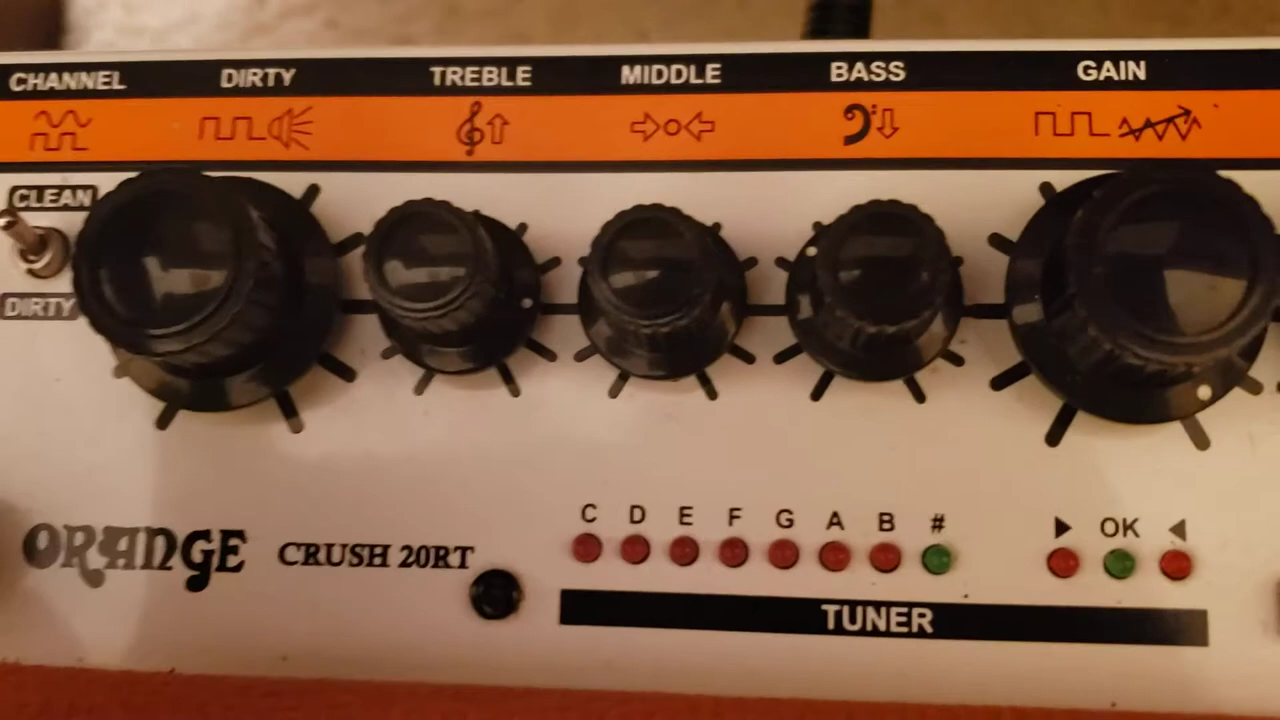 CHANNEL DIRTY TREBLE MIDDLE BASS GAIN
CLEAN
DIRTY
C D E F G A B # OK
ORANGE CRUSH 20RT
TUNER